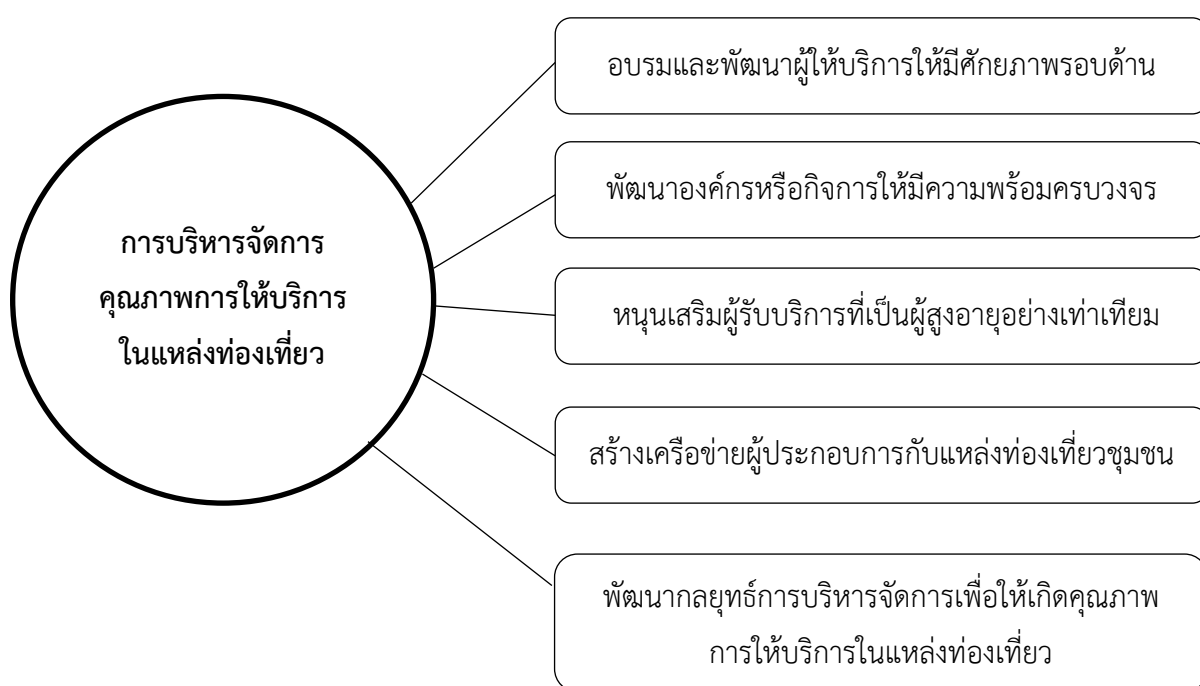 การบริหารจัดการ
คุณภาพการให้บริการ
ในแหล่งท่องเที่ยว
อบรมและพัฒนาผู้ให้บริการให้มีศักยภาพรอบด้าน
พัฒนาองค์กรหรือกิจการให้มีความพร้อมครบวงจร
หนุนเสริมผู้รับบริการที่เป็นผู้สูงอายุอย่างเท่าเทียม
สร้างเครือข่ายผู้ประกอบการกับแหล่งท่องเที่ยวชุมชน
พัฒนากลยุทธ์การบริหารจัดการเพื่อให้เกิดคุณภาพ
การให้บริการในแหล่งท่องเที่ยว